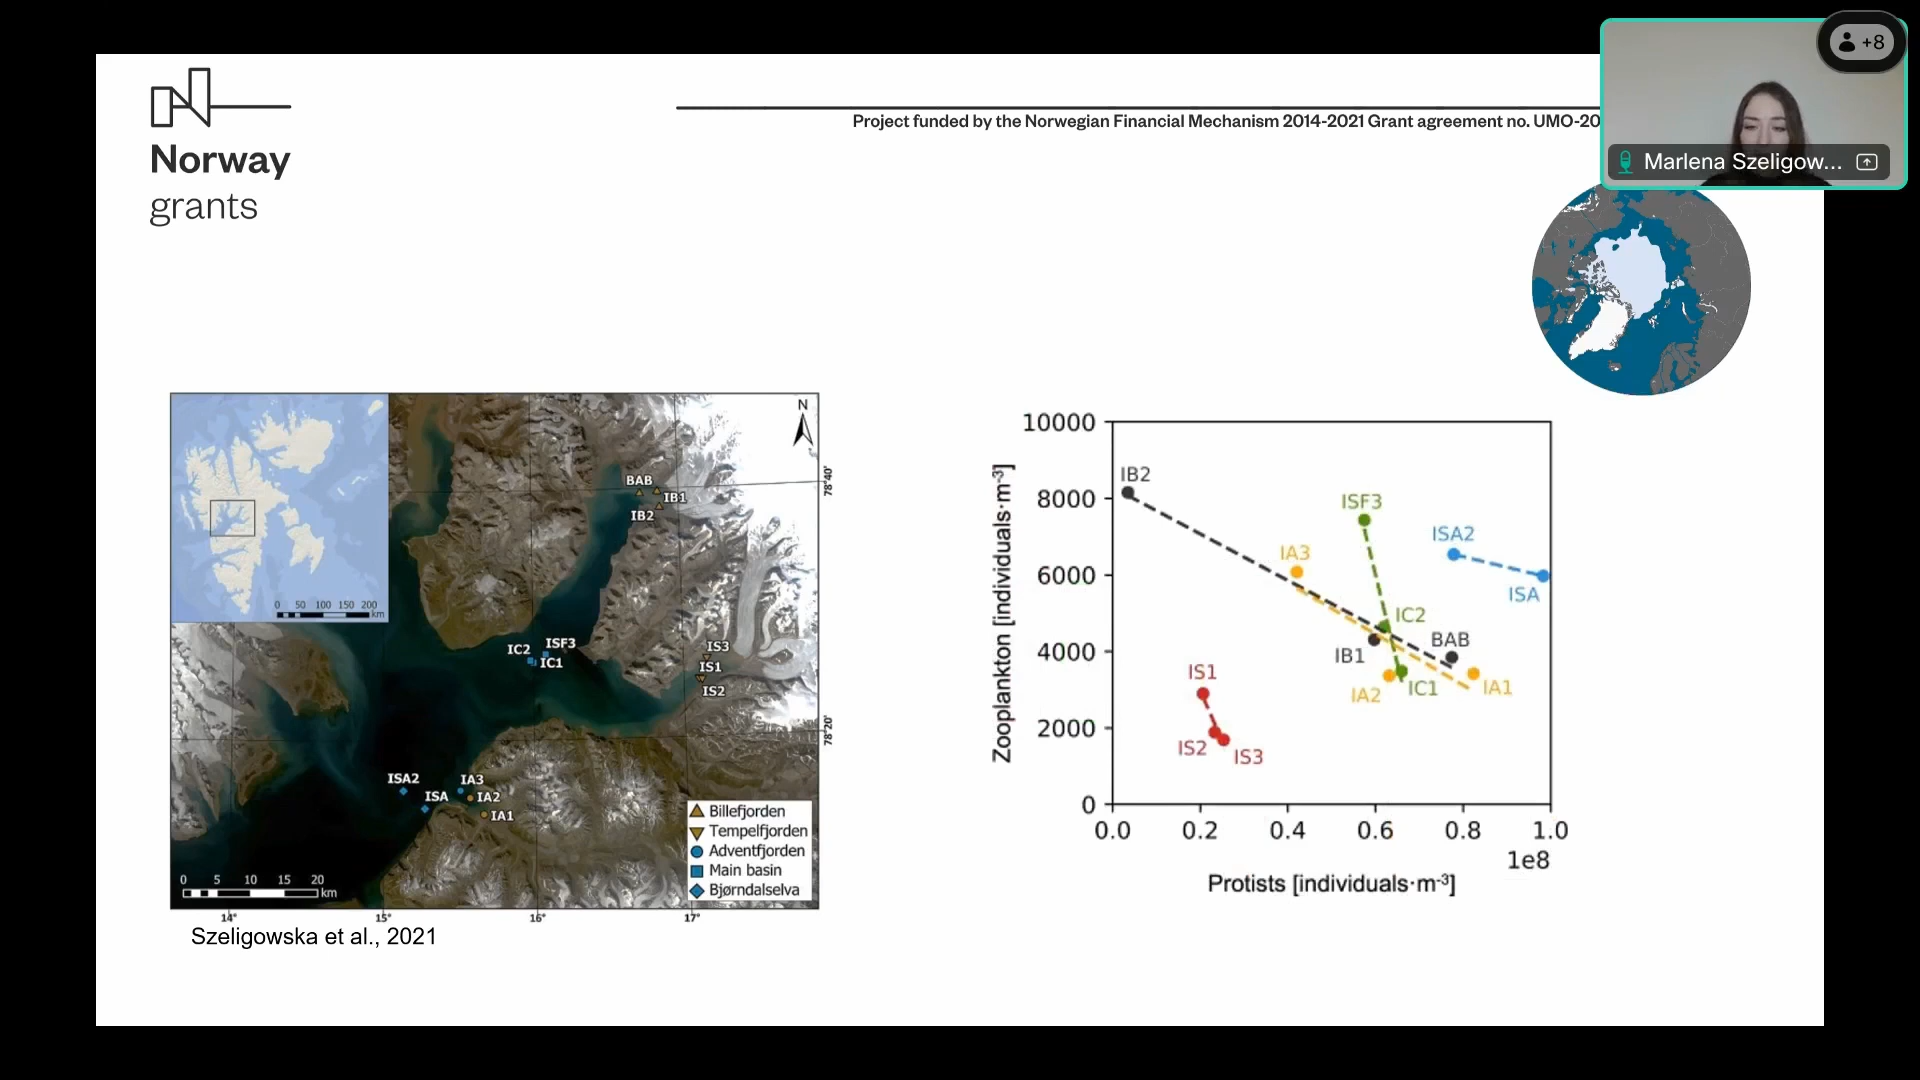 +8
Marlena Szeligow...
Norway
grants
Project funded by the Norwegian Financial Mechanism 2014-2021 Grant agreement no. UMO-20
N
0 50 100 150 200
km
BAB
IB1
IB2
78°40'
IC2 ISF3
IC1
IS3
IS1
IS2
78°20'
ISA2 IA3
ISA IA2
IA1
Billefjorden
Tempelfjorden
Adventfjorden
Main basin
Bjørndalselva
0 5 10 15 20
km
14° 15° 16° 17°
Szeligowska et al., 2021
Zooplankton [individuals·m-3]
10000
8000
6000
4000
2000
0
IB2
ISF3
ISA2
IA3
ISA
IC2
BAB
IB1
IS1
IC1
IA1
IA2
IS2
IS3
0.0 0.2 0.4 0.6 0.8 1.0
1e8
Protists [individuals·m-3]